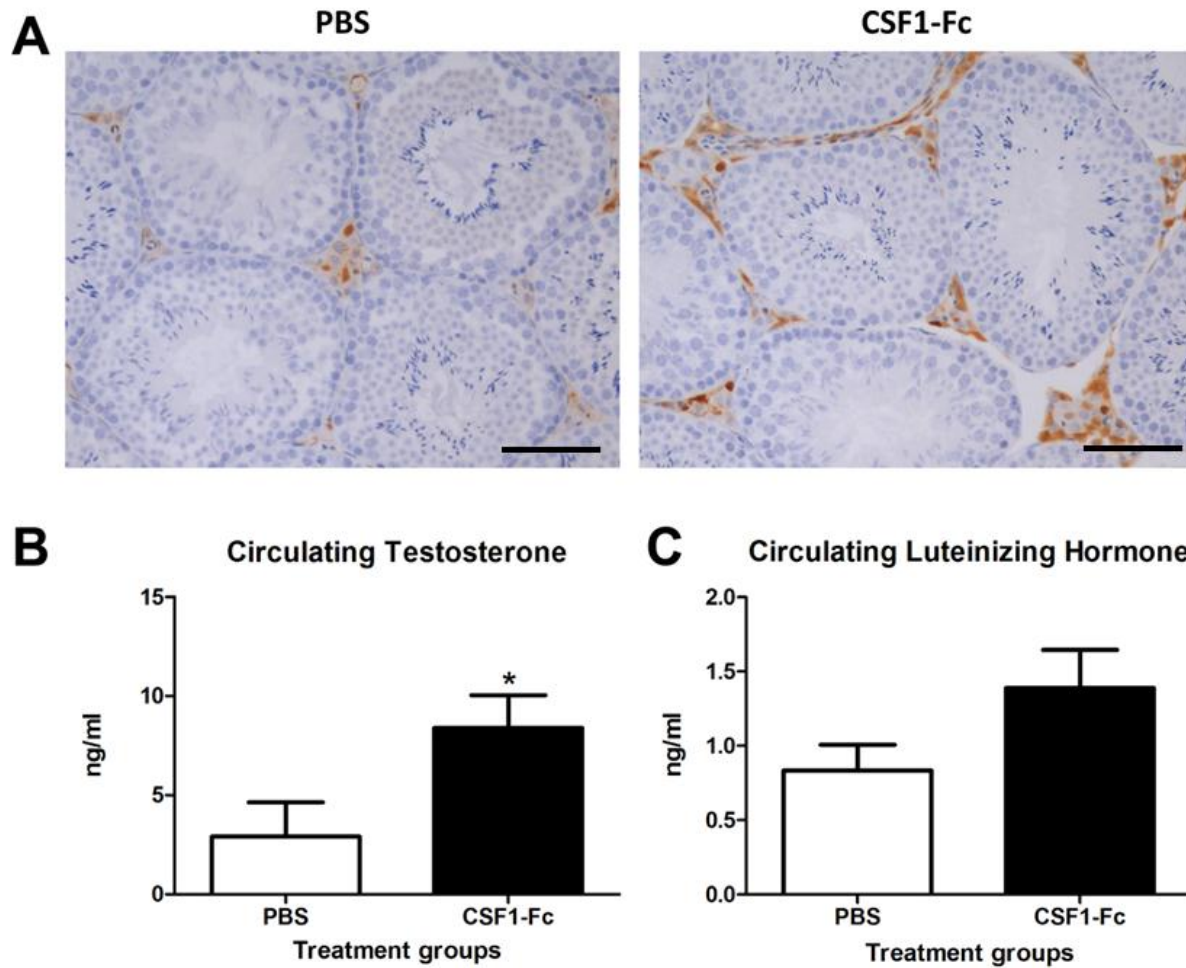 A
PBS
CSF1-Fc
B
Circulating Testosterone
15
10
5
0
ng/ml
*
PBS
CSF1-Fc
Treatment groups
C
Circulating Luteinizing Hormone
2.0
1.5
1.0
0.5
0.0
ng/ml
PBS
CSF1-Fc
Treatment groups